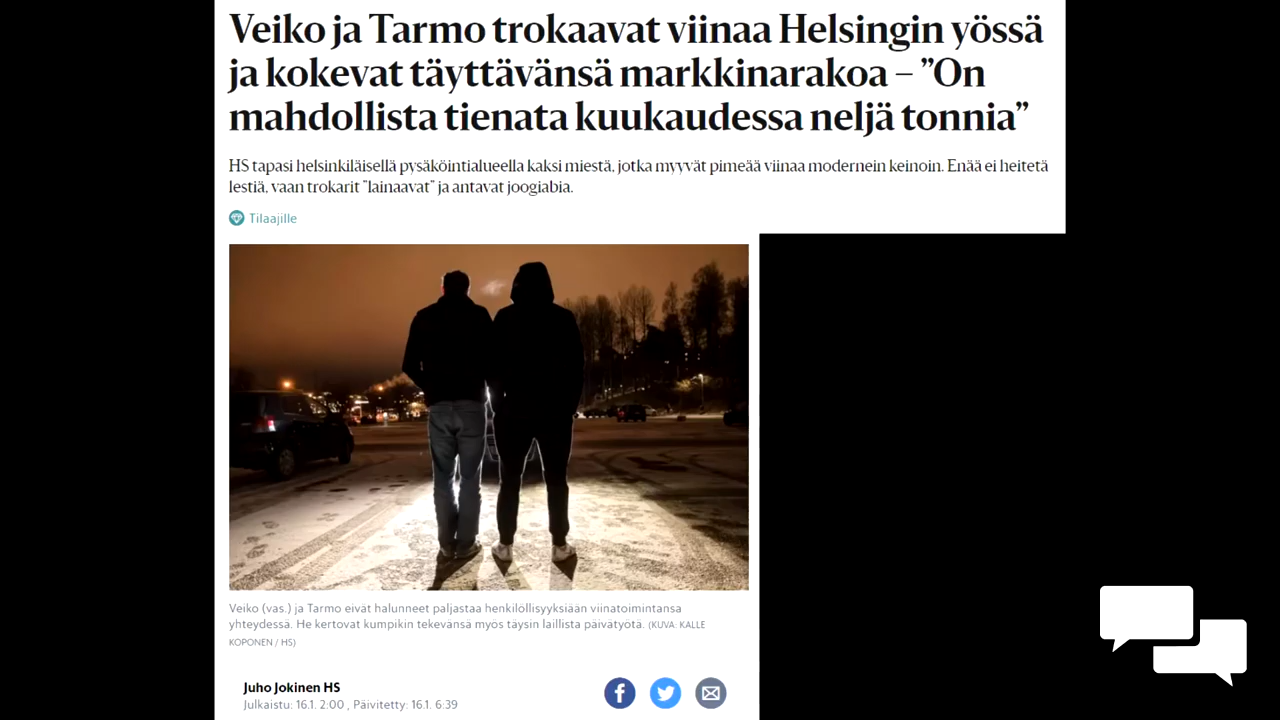 Veiko ja Tarmo trokaavat viinaa Helsingin yössä
ja kokevat täyttävänsä markkinarakoa – ”On
mahdollista tienata kuukaudessa neljä tonnia”
HS tapasi helsinkiläisellä pysäköintialueella kaksi miestä, jotka myyvät pimeää viinaa modernein keinoin. Enää ei heitetä
lestiä, vaan trokarit ”lainaavat” ja antavat joogiabia.
Tilaajille
Veiko (vas.) ja Tarmo eivät halunneet paljastaa henkilöllisyyksiään viinatoimintansa
yhteydessä. He kertovat kumpikin tekevänsä myös täysin laillista päivätyötä. (KUVA: KALLE
KOPONEN / HS)
Juho Jokinen HS
Julkaistu: 16.1. 2:00 , Päivitetty: 16.1. 6:39